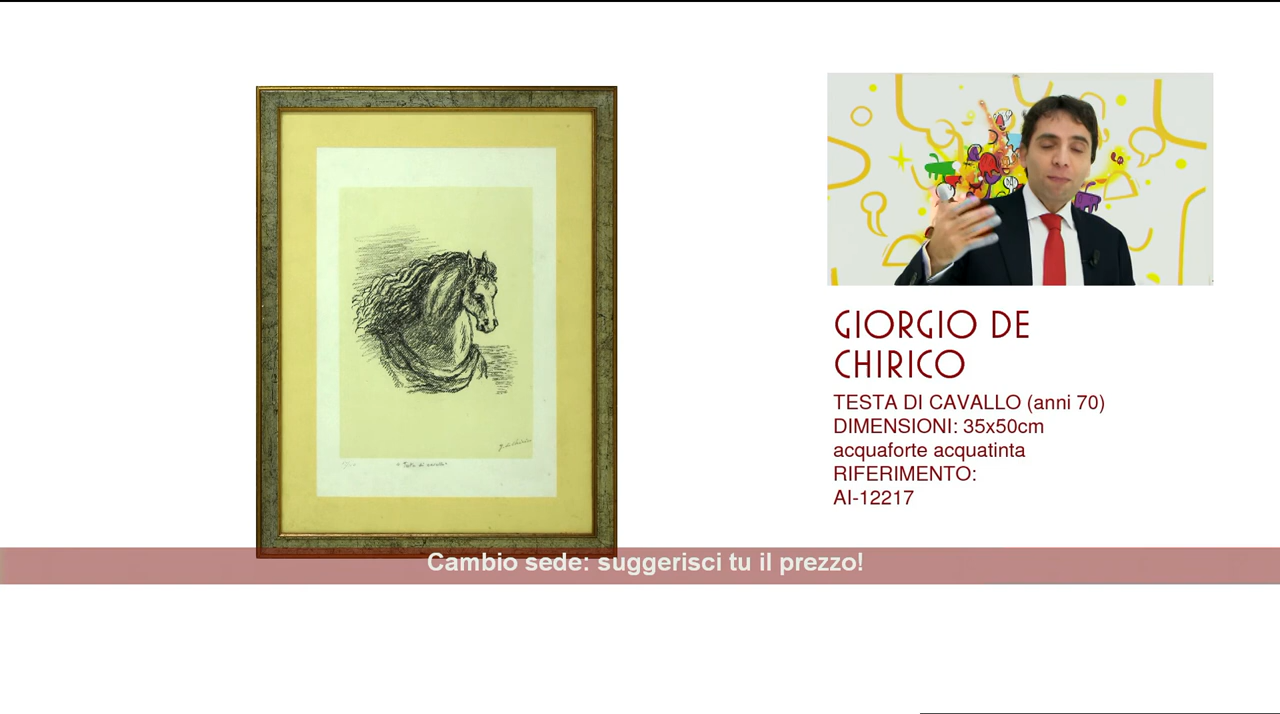 GIORGIO DE
CHIRICO
TESTA DI CAVALLO (anni 70)
DIMENSIONI: 35x50cm
acquaforte acquatinta
RIFERIMENTO:
AI-12217
Cambio sede: suggerisci tu il prezzo!